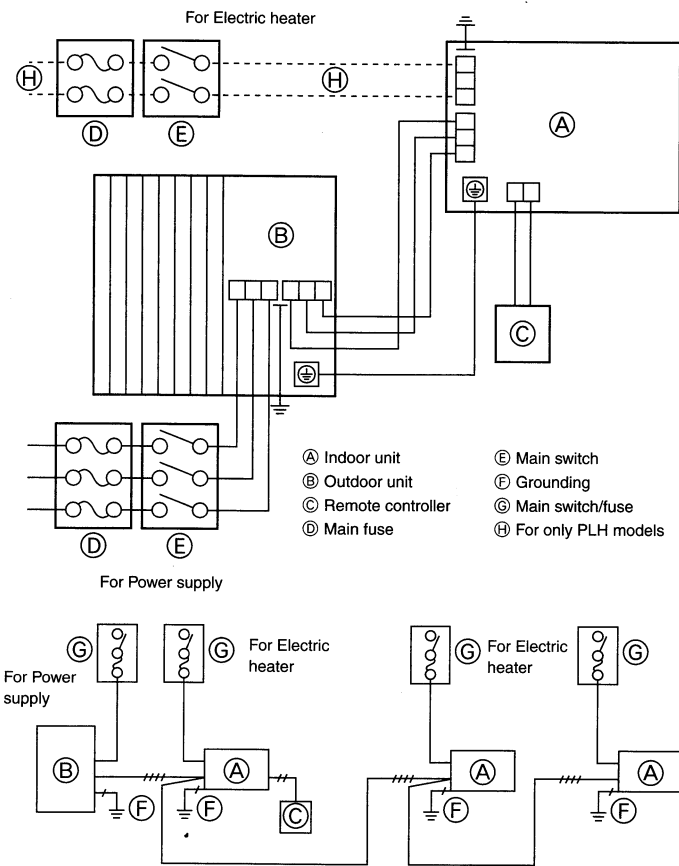 For Electric heater
Ⓗ Ⓗ
Ⓐ
Ⓓ Ⓔ
Ⓑ
Ⓒ
Ⓐ Indoor unit
Ⓑ Outdoor unit
Ⓒ Remote controller
Ⓓ Main fuse
Ⓔ Main switch
Ⓕ Grounding
Ⓖ Main switch/fuse
Ⓗ For only PLH models
Ⓓ Ⓔ
For Power supply
Ⓖ Ⓖ
For Electric
heater
Ⓖ
For Electric
heater
Ⓖ
For Power
supply
Ⓑ Ⓐ Ⓐ Ⓐ
Ⓕ Ⓕ Ⓒ Ⓕ Ⓕ